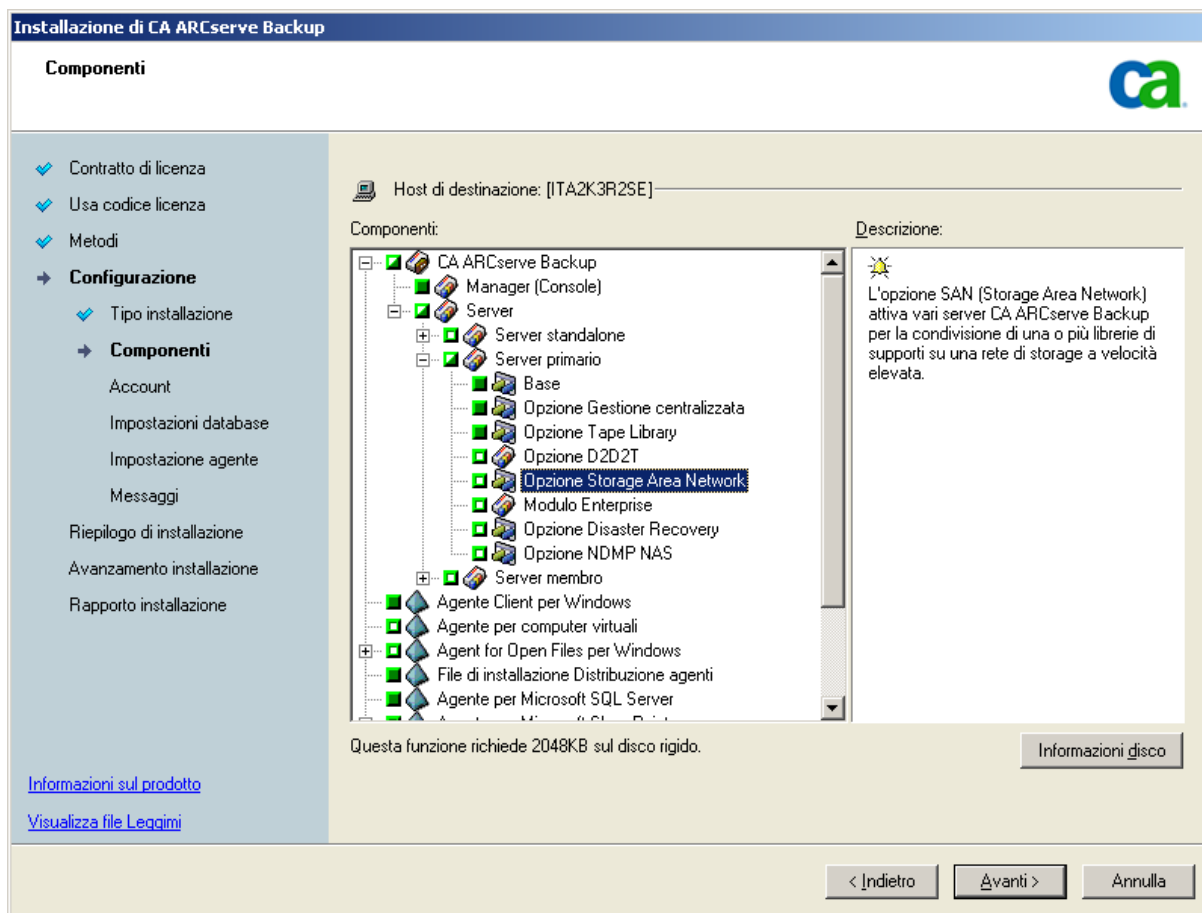 Installazione di CA ARCserve Backup
Componenti
ca
Contratto di licenza
Usa codice licenza
Metodi
Configurazione
Tipo installazione
Componenti
Account
Impostazioni database
Impostazione agente
Messaggi
Riepilogo di installazione
Avanzamento installazione
Rapporto installazione
Informazioni sul prodotto
Visualizza file Leggimi
Host di destinazione: [ITA2K3R2SE]
Componenti:
CA ARCserve Backup
Manager (Console)
Server
Server standalone
Server primario
Base
Opzione Gestione centralizzata
Opzione Tape Library
Opzione D2D2T
Opzione Storage Area Network
Modulo Enterprise
Opzione Disaster Recovery
Opzione NDMP NAS
Server membro
Agente Client per Windows
Agente per computer virtuali
Agent for Open Files per Windows
File di installazione Distribuzione agenti
Agente per Microsoft SQL Server
Descrizione:
L'opzione SAN (Storage Area Network)
attiva vari server CA ARCserve Backup
per la condivisione di una o più librerie di
supporti su una rete di storage a velocità
elevata.
Questa funzione richiede 2048KB sul disco rigido.
Informazioni disco
< Indietro
Avanti >
Annulla